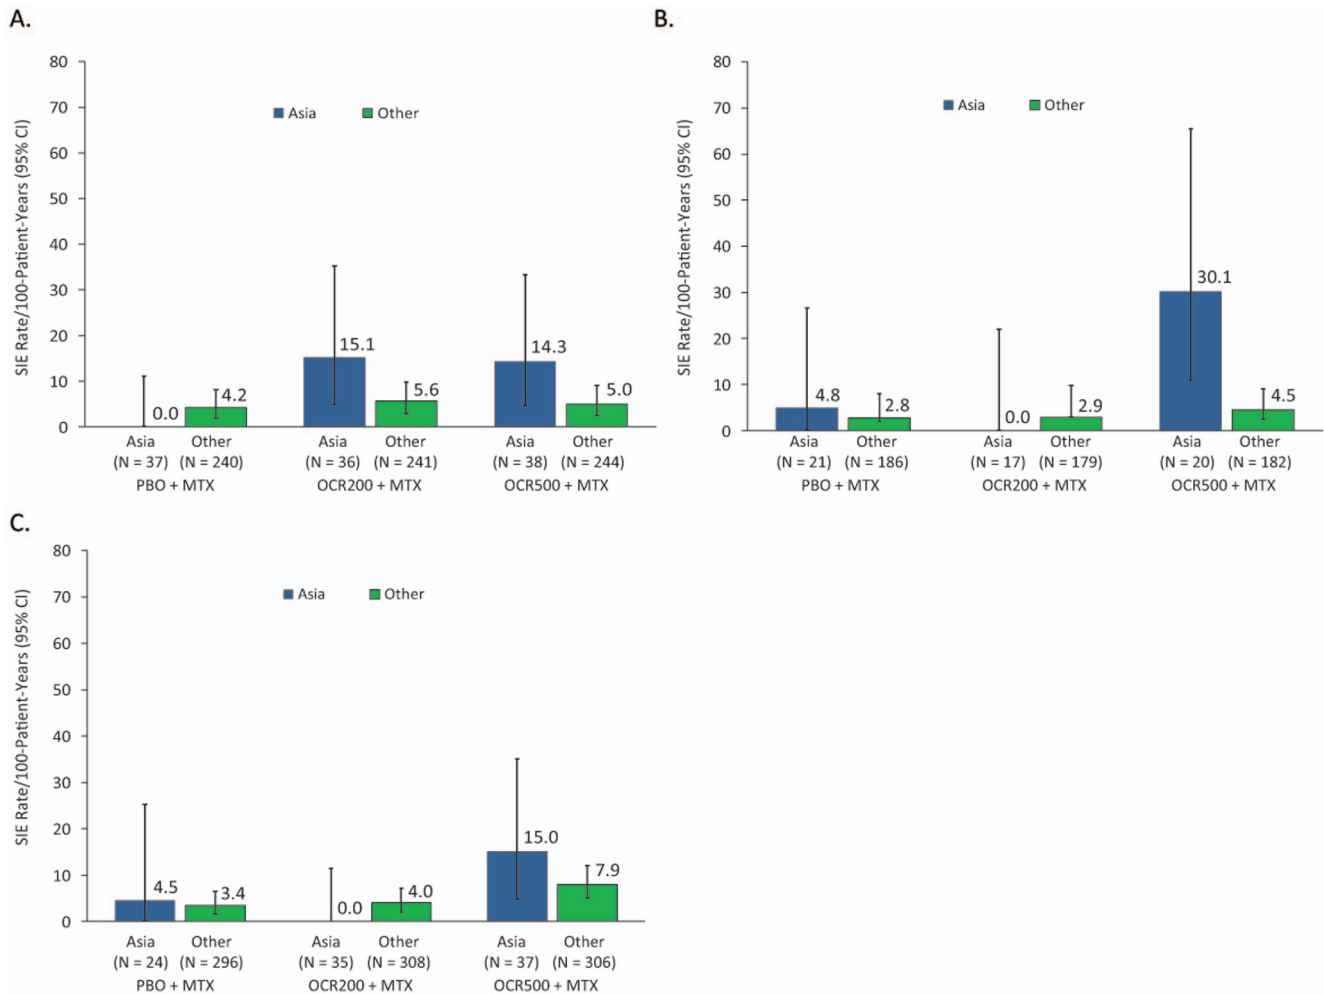 A.
SIE Rate/100-Patient-Years (95% CI)
80
70
60
50
40
30
20
10
0
Asia Other
0.0 4.2 15.1 5.6 14.3 5.0
Asia Other Asia Other Asia Other
(N = 37) (N = 240) (N = 36) (N = 241) (N = 38) (N = 244)
PBO + MTX OCR200 + MTX OCR500 + MTX
B.
SIE Rate/100-Patient-Years (95% CI)
80
70
60
50
40
30
20
10
0
Asia Other
4.8 2.8 0.0 2.9 30.1 4.5
Asia Other Asia Other Asia Other
(N = 21) (N = 186) (N = 17) (N = 179) (N = 20) (N = 182)
PBO + MTX OCR200 + MTX OCR500 + MTX
C.
SIE Rate/100-Patient-Years (95% CI)
80
70
60
50
40
30
20
10
0
Asia Other
4.5 3.4 0.0 4.0 15.0 7.9
Asia Other Asia Other Asia Other
(N = 24) (N = 296) (N = 35) (N = 308) (N = 37) (N = 306)
PBO + MTX OCR200 + MTX OCR500 + MTX